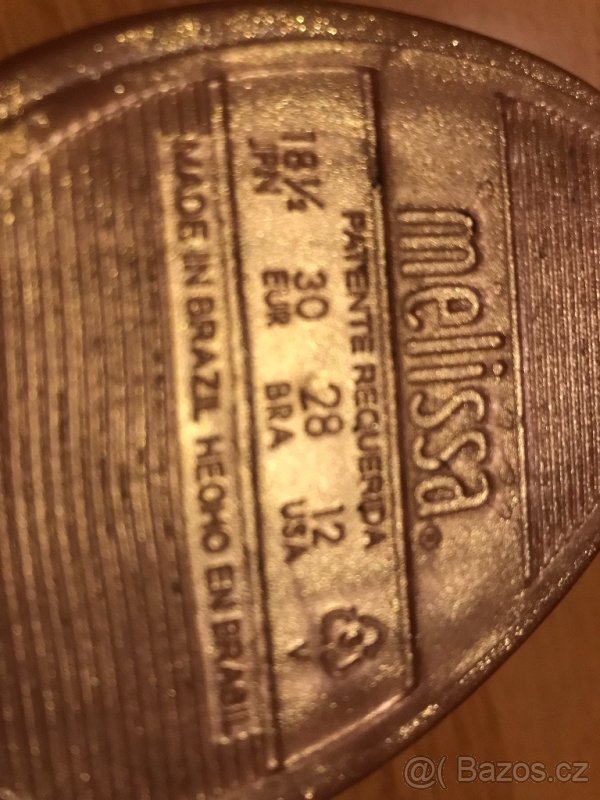 melissa®
PATENTE REQUERIDA
18½ 30 28 12
JPN EUR BRA USA
3
V
MADE IN BRAZIL HECHO EN BRASIL
@( Bazos.cz